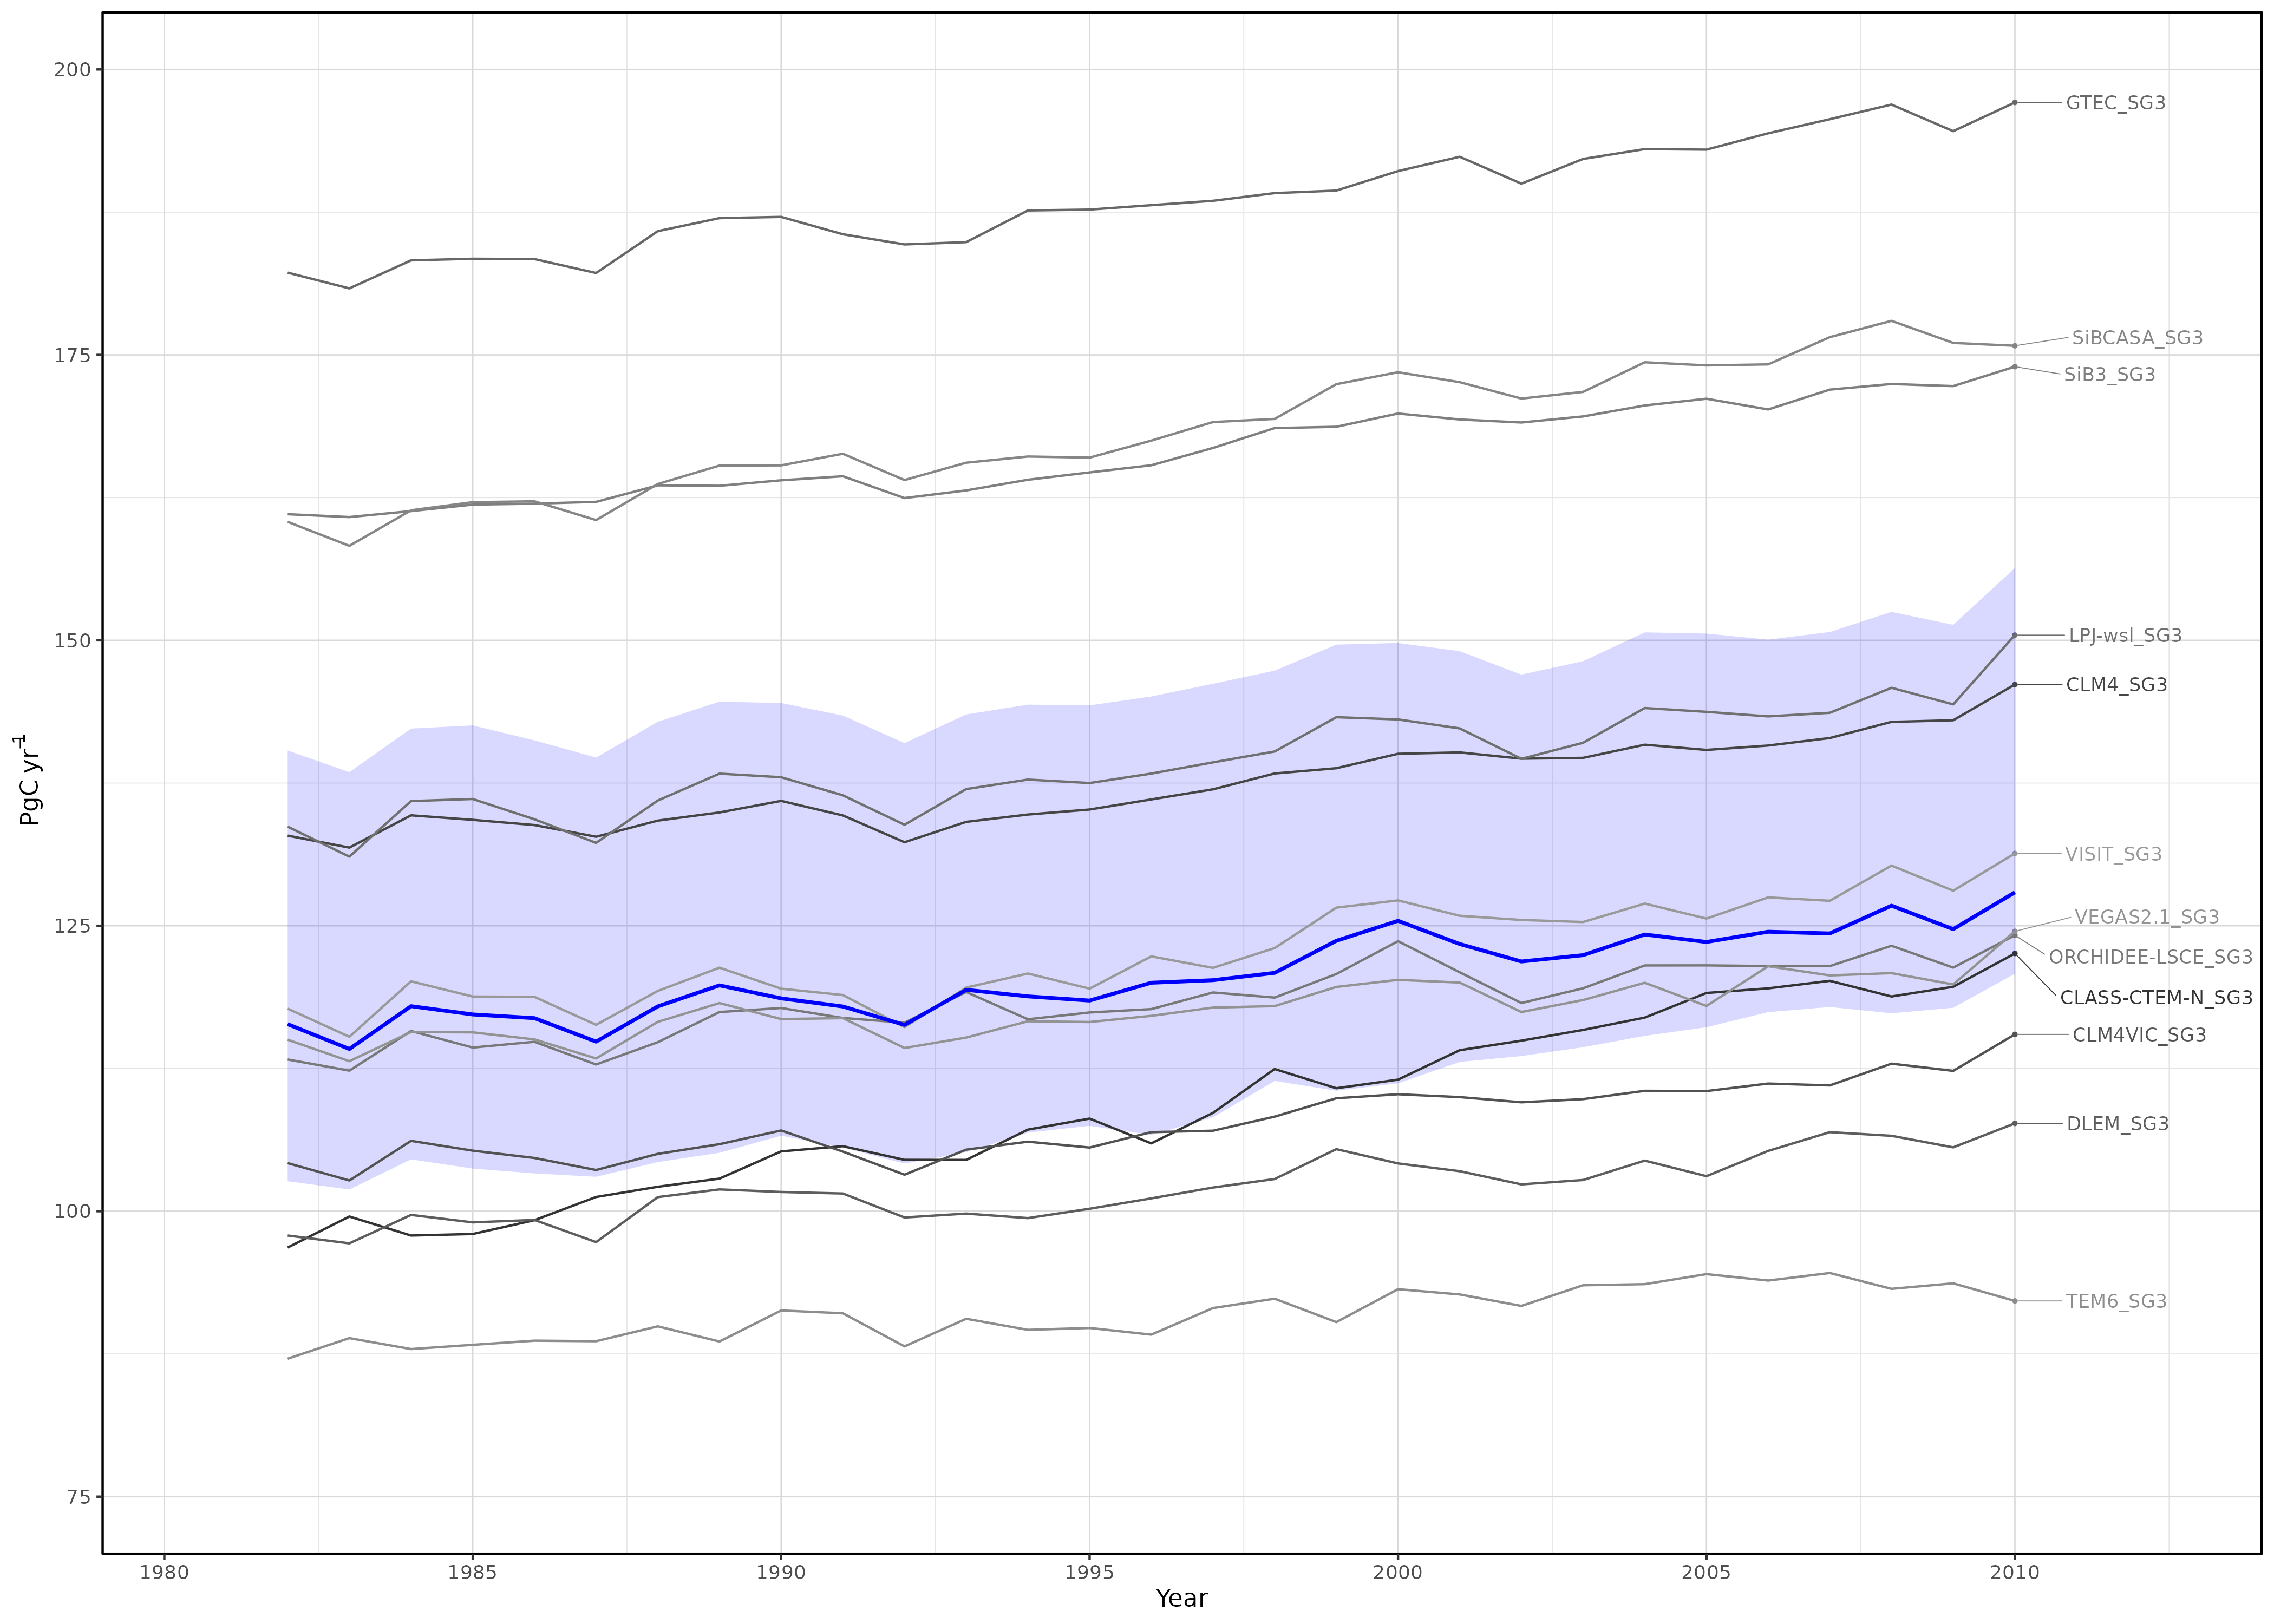 200
175
150
125
100
75
PgC yr⁻¹
GTEC_SG3
SiBCASA_SG3
SiB3_SG3
LPJ-wsl_SG3
CLM4_SG3
VISIT_SG3
VEGAS2.1_SG3
ORCHIDEE-LSCE_SG3
CLASS-CTEM-N_SG3
CLM4VIC_SG3
DLEM_SG3
TEM6_SG3
1980 1985 1990 1995 2000 2005 2010
Year